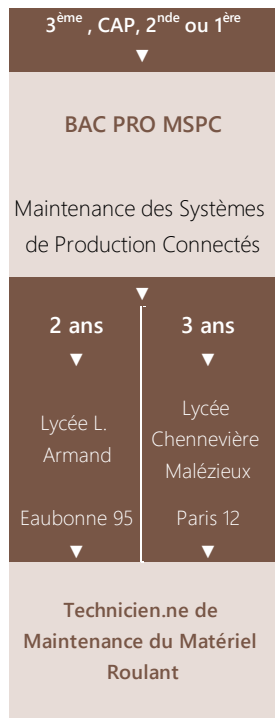 3ème , CAP, 2nde ou 1ère
▼
BAC PRO MSPC
Maintenance des Systèmes
de Production Connectés
▼
2 ans
▼
Lycée L.
Armand
Eaubonne 95
▼
3 ans
▼
Lycée
Chennevière
Malézieux
Paris 12
▼
Technicien.ne de
Maintenance du Matériel
Roulant